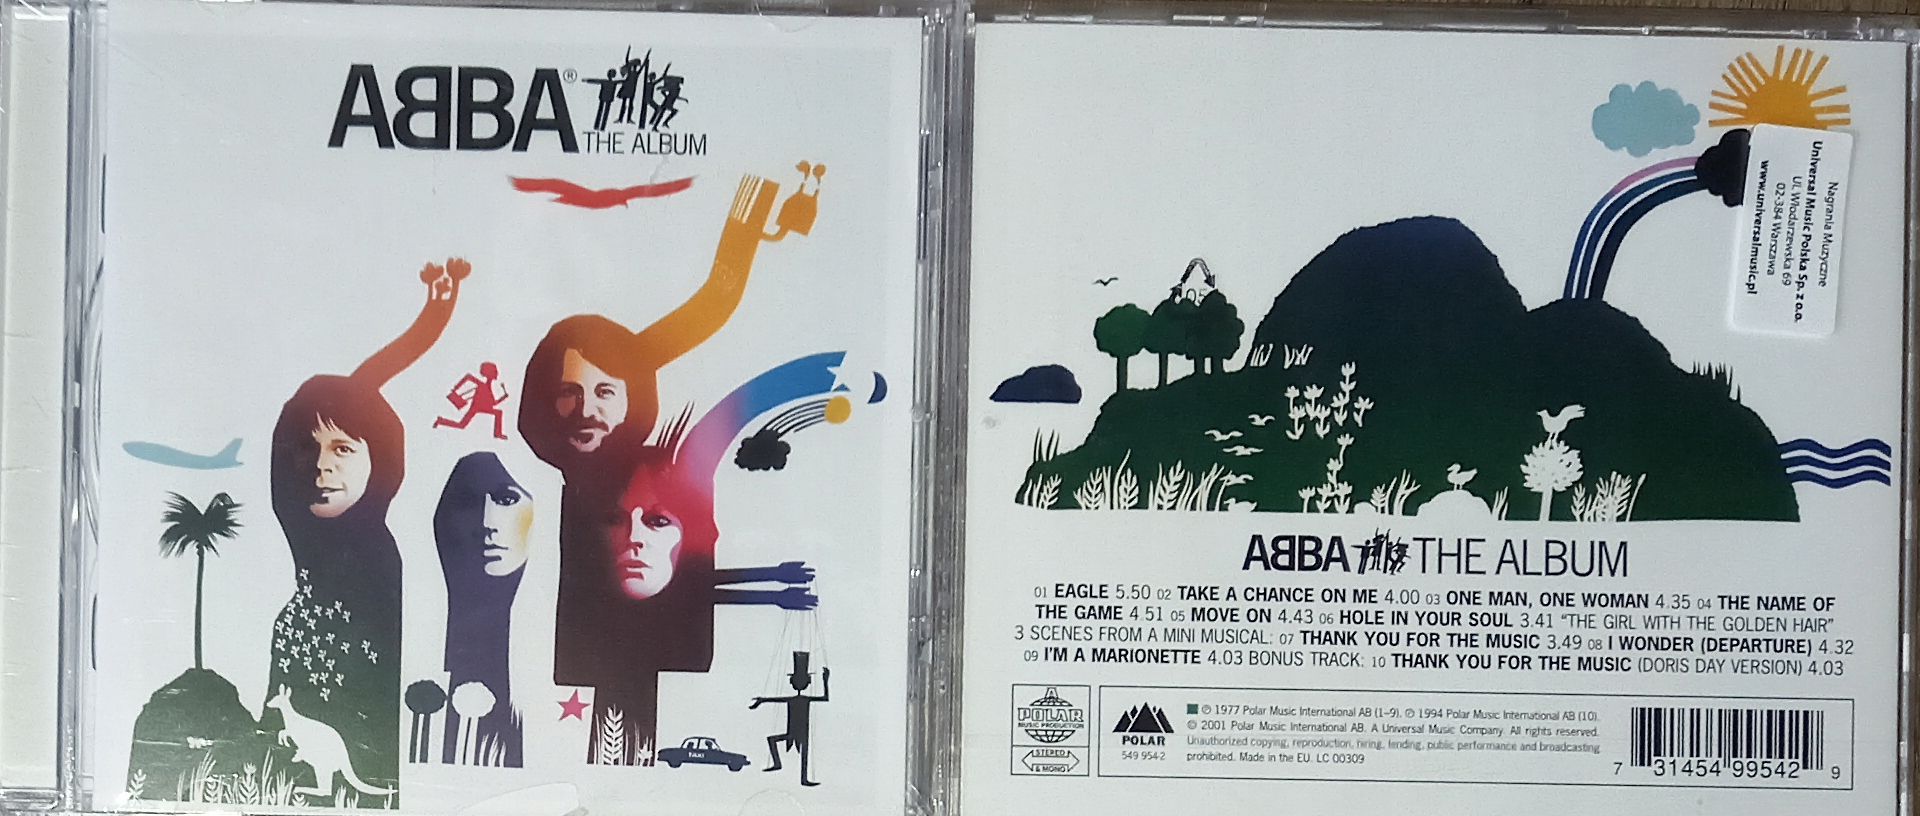 ABBA®
THE ALBUM
TAXI
Nagrania Muzyczne
Universal Music Polska Sp. z o.o.
Ul. Włodarzewska 69
02-384 Warszawa
www.universalmusic.pl
05
ABBA THE ALBUM
01 EAGLE 5.50 02 TAKE A CHANCE ON ME 4.00 03 ONE MAN, ONE WOMAN 4.35 04 THE NAME OF
THE GAME 4.51 05 MOVE ON 4.43 06 HOLE IN YOUR SOUL 3.41 "THE GIRL WITH THE GOLDEN HAIR"
3 SCENES FROM A MINI MUSICAL: 07 THANK YOU FOR THE MUSIC 3.49 08 I WONDER (DEPARTURE) 4.32
09 I'M A MARIONETTE 4.03 BONUS TRACK: 10 THANK YOU FOR THE MUSIC (DORIS DAY VERSION) 4.03
A
POLAR
MUSIC PRODUCTION
STEREO
& MONO
POLAR
549 954-2
℗ 1977 Polar Music International AB (1–9). ℗ 1994 Polar Music International AB (10).
© 2001 Polar Music International AB. A Universal Music Company. All rights reserved.
Unauthorized copying, reproduction, hiring, lending, public performance and broadcasting
prohibited. Made in the EU. LC 00309
7 31454 99542 9